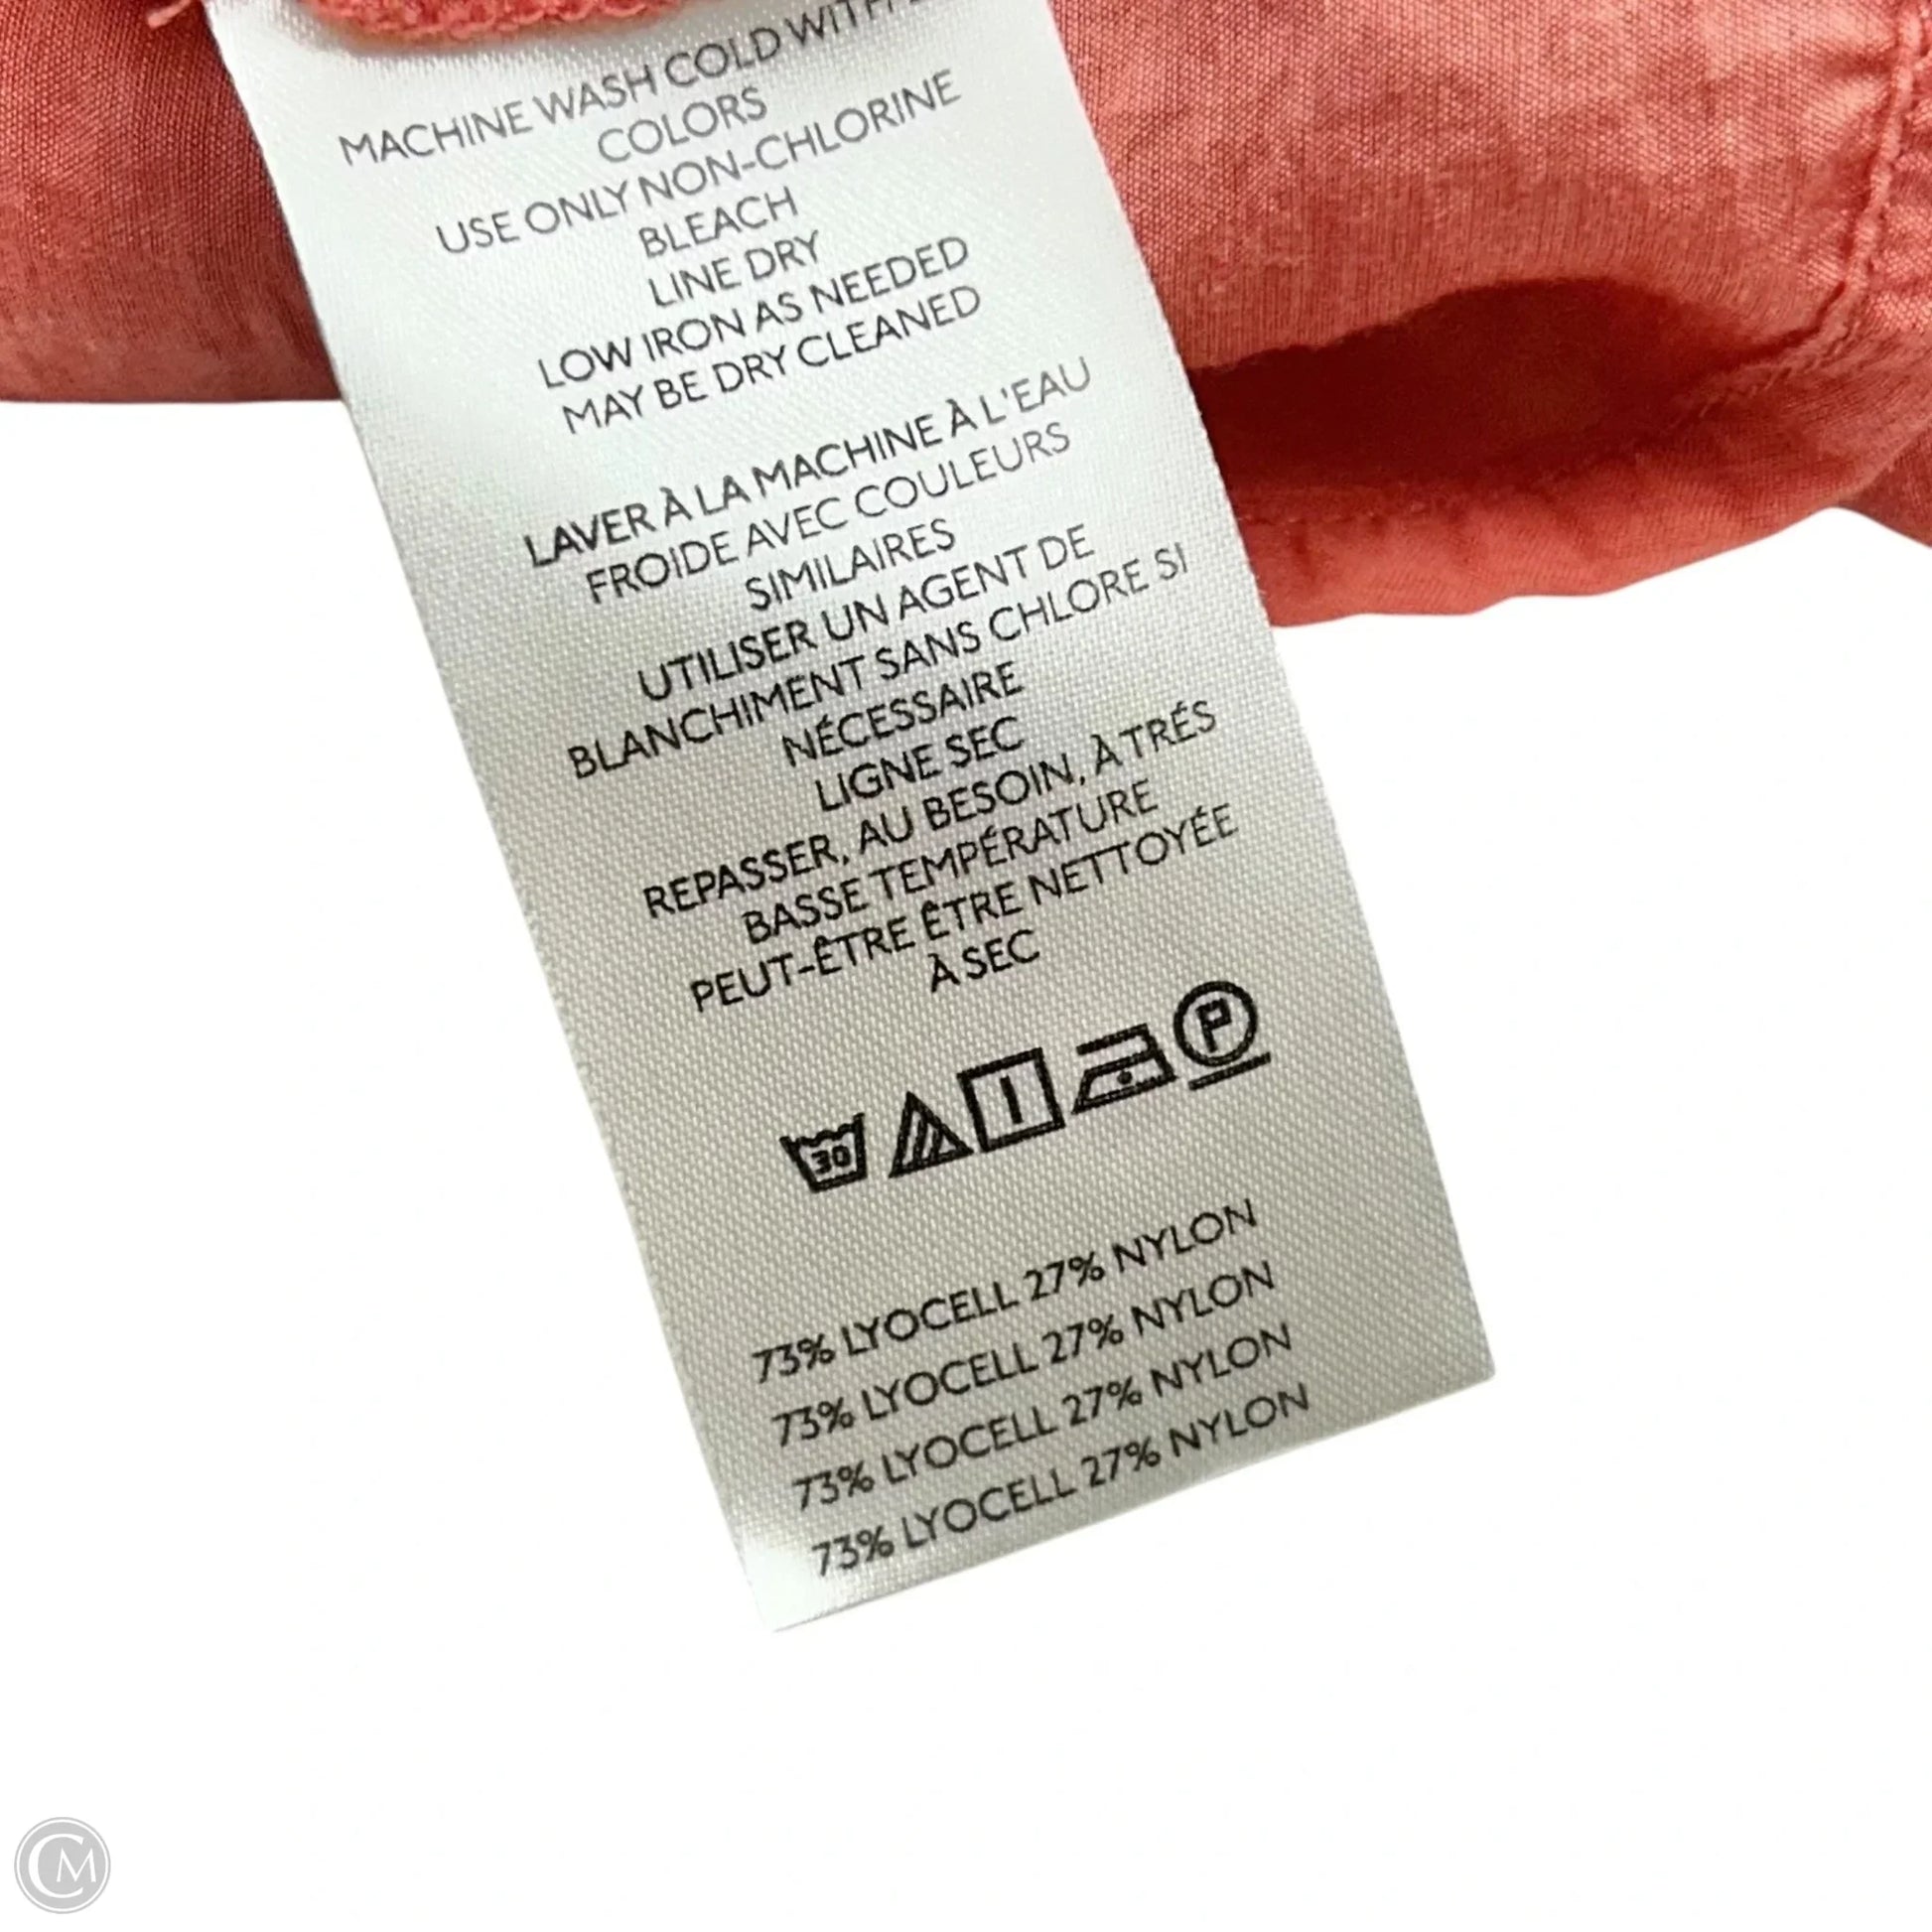 MACHINE WASH COLD WITH
COLORS
USE ONLY NON-CHLORINE
BLEACH
LINE DRY
LOW IRON AS NEEDED
MAY BE DRY CLEANED
LAVER À LA MACHINE À L'EAU
FROIDE AVEC COULEURS
SIMILAIRES
UTILISER UN AGENT DE
BLANCHIMENT SANS CHLORE SI
NÉCESSAIRE
LIGNE SEC
REPASSER, AU BESOIN, À TRÉS
BASSE TEMPÉRATURE
PEUT-ÊTRE ÊTRE NETTOYÉE
À SEC
30 P
73% LYOCELL 27% NYLON
73% LYOCELL 27% NYLON
73% LYOCELL 27% NYLON
73% LYOCELL 27% NYLON
CM